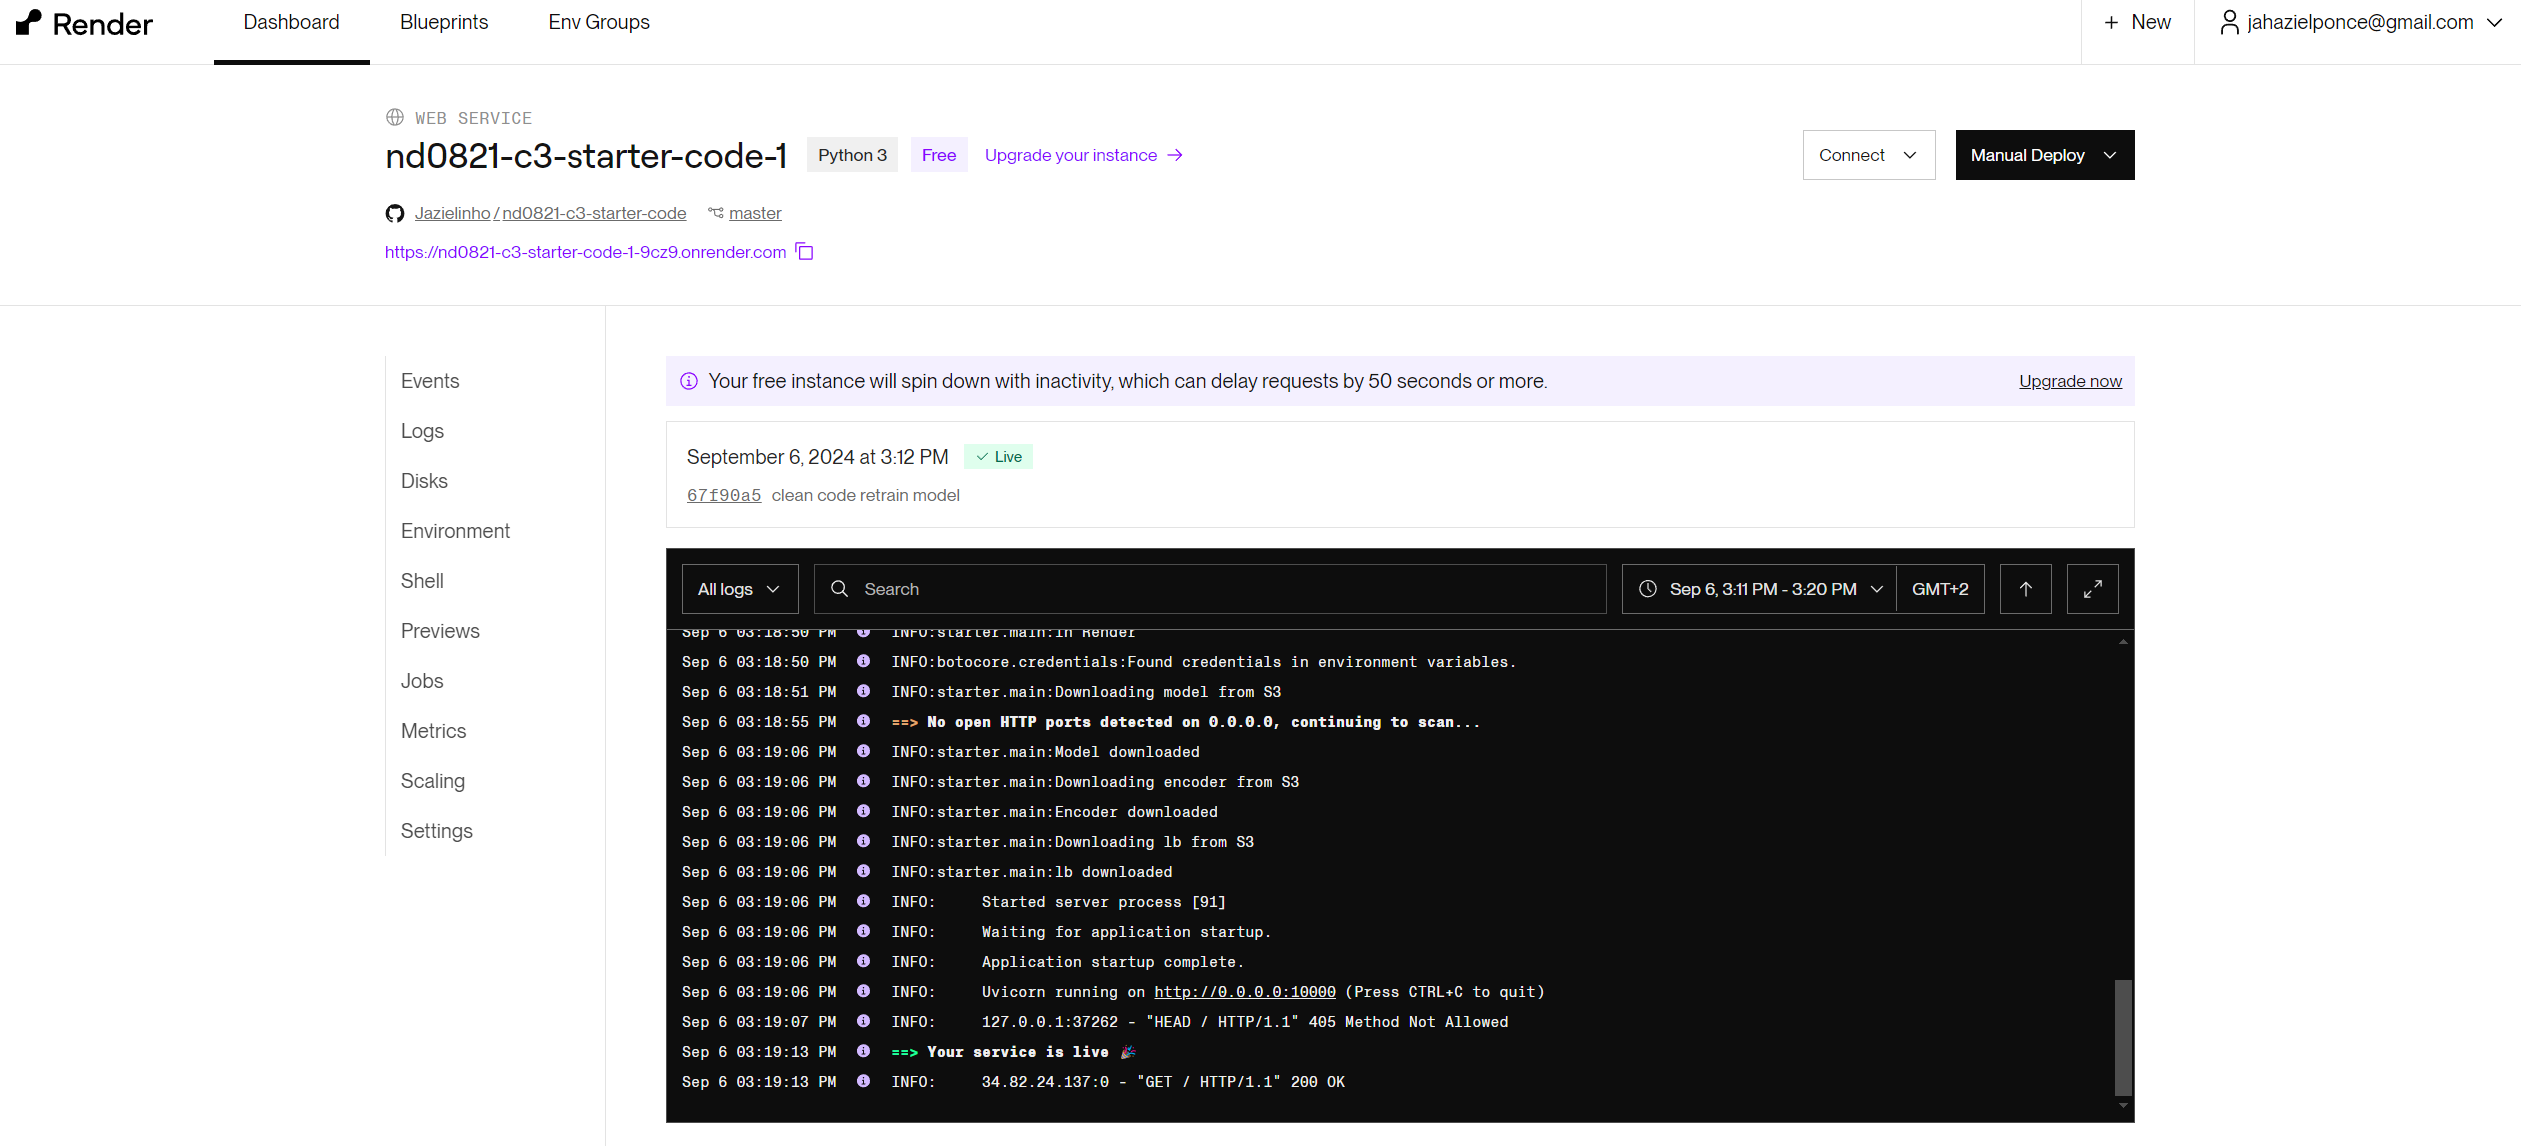 Render
Dashboard
Blueprints
Env Groups
+ New
jahazielponce@gmail.com
WEB SERVICE
nd0821-c3-starter-code-1
Python 3
Free
Upgrade your instance →
Connect
Manual Deploy
Jazielinho / nd0821-c3-starter-code
master
https://nd0821-c3-starter-code-1-9cz9.onrender.com
Events
Logs
Disks
Environment
Shell
Previews
Jobs
Metrics
Scaling
Settings
Your free instance will spin down with inactivity, which can delay requests by 50 seconds or more.
Upgrade now
September 6, 2024 at 3:12 PM
Live
67f90a5 clean code retrain model
All logs
Search
Sep 6, 3:11 PM - 3:20 PM
GMT+2
Sep 6 03:18:50 PM INFO:starter.main:in Render
Sep 6 03:18:50 PM INFO:botocore.credentials:Found credentials in environment variables.
Sep 6 03:18:51 PM INFO:starter.main:Downloading model from S3
Sep 6 03:18:55 PM ==> No open HTTP ports detected on 0.0.0.0, continuing to scan...
Sep 6 03:19:06 PM INFO:starter.main:Model downloaded
Sep 6 03:19:06 PM INFO:starter.main:Downloading encoder from S3
Sep 6 03:19:06 PM INFO:starter.main:Encoder downloaded
Sep 6 03:19:06 PM INFO:starter.main:Downloading lb from S3
Sep 6 03:19:06 PM INFO:starter.main:lb downloaded
Sep 6 03:19:06 PM INFO: Started server process [91]
Sep 6 03:19:06 PM INFO: Waiting for application startup.
Sep 6 03:19:06 PM INFO: Application startup complete.
Sep 6 03:19:06 PM INFO: Uvicorn running on http://0.0.0.0:10000 (Press CTRL+C to quit)
Sep 6 03:19:07 PM INFO: 127.0.0.1:37262 - "HEAD / HTTP/1.1" 405 Method Not Allowed
Sep 6 03:19:13 PM ==> Your service is live 🎉
Sep 6 03:19:13 PM INFO: 34.82.24.137:0 - "GET / HTTP/1.1" 200 OK